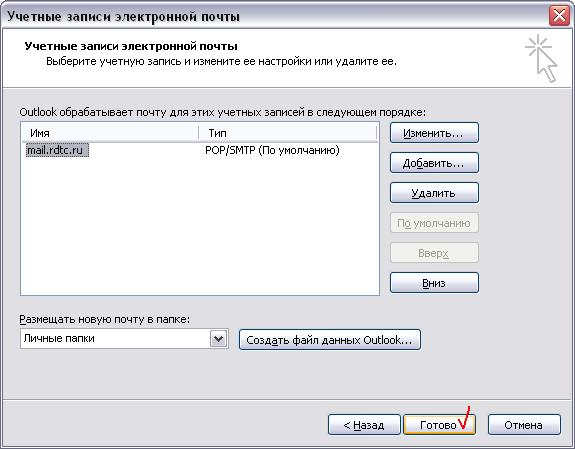 Учетные записи электронной почты
Учетные записи электронной почты
Выберите учетную запись и измените ее настройки или удалите ее.
Outlook обрабатывает почту для этих учетных записей в следующем порядке:
Имя Тип
mail.rdtc.ru POP/SMTP (По умолчанию)
Изменить...
Добавить...
Удалить
По умолчанию
Вверх
Вниз
Размещать новую почту в папке:
Личные папки Создать файл данных Outlook...
< Назад Готово Отмена